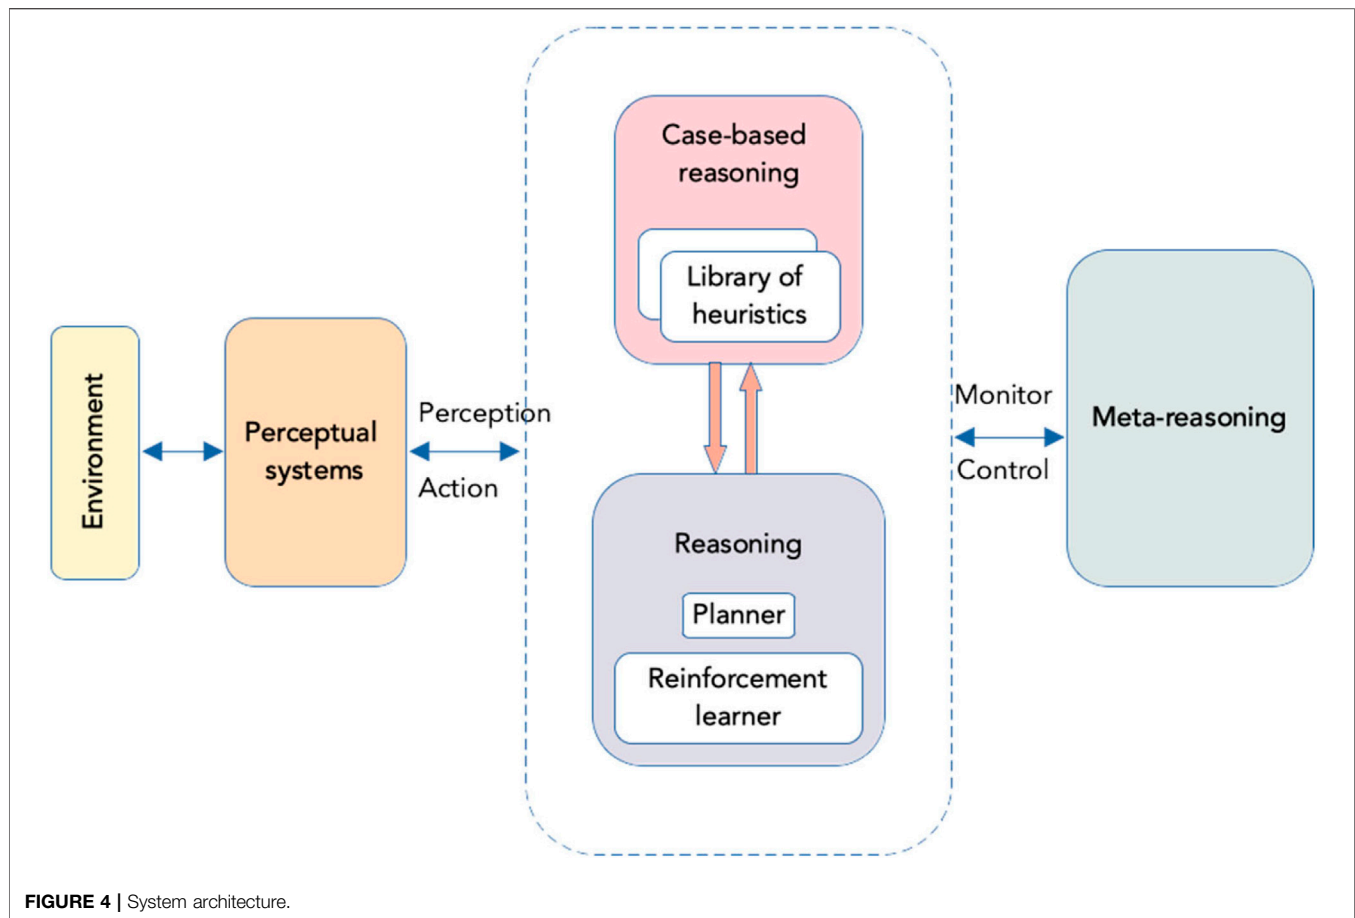 Environment
Perceptual
systems
Perception
Action
Case-based
reasoning
Library of
heuristics
Reasoning
Planner
Reinforcement
learner
Monitor
Control
Meta-reasoning
FIGURE 4 | System architecture.